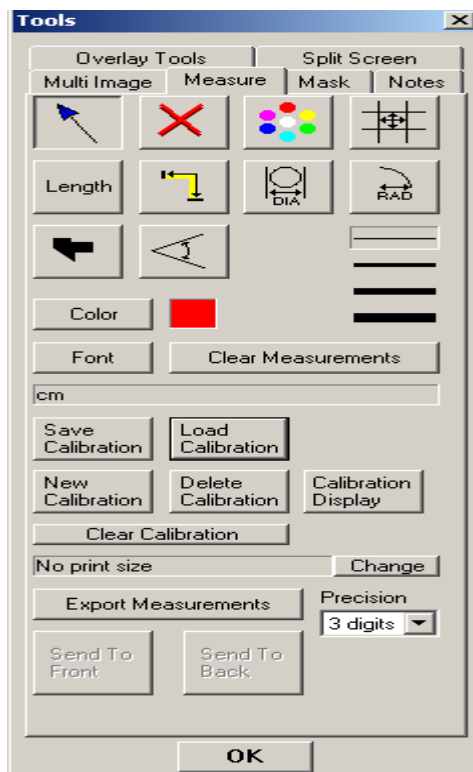 Tools
Overlay Tools Split Screen
Multi Image Measure Mask Notes
Length DIA RAD
Color
Font Clear Measurements
cm
Save Calibration Load Calibration
New Calibration Delete Calibration Calibration Display
Clear Calibration
No print size Change
Export Measurements Precision
3 digits
Send To Front Send To Back
OK